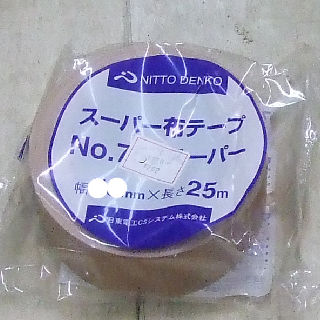 NITTO DENKO
スーパー布テープ
No.7 ーパー
幅 mm×長さ25m
日東電工CSシステム株式会社